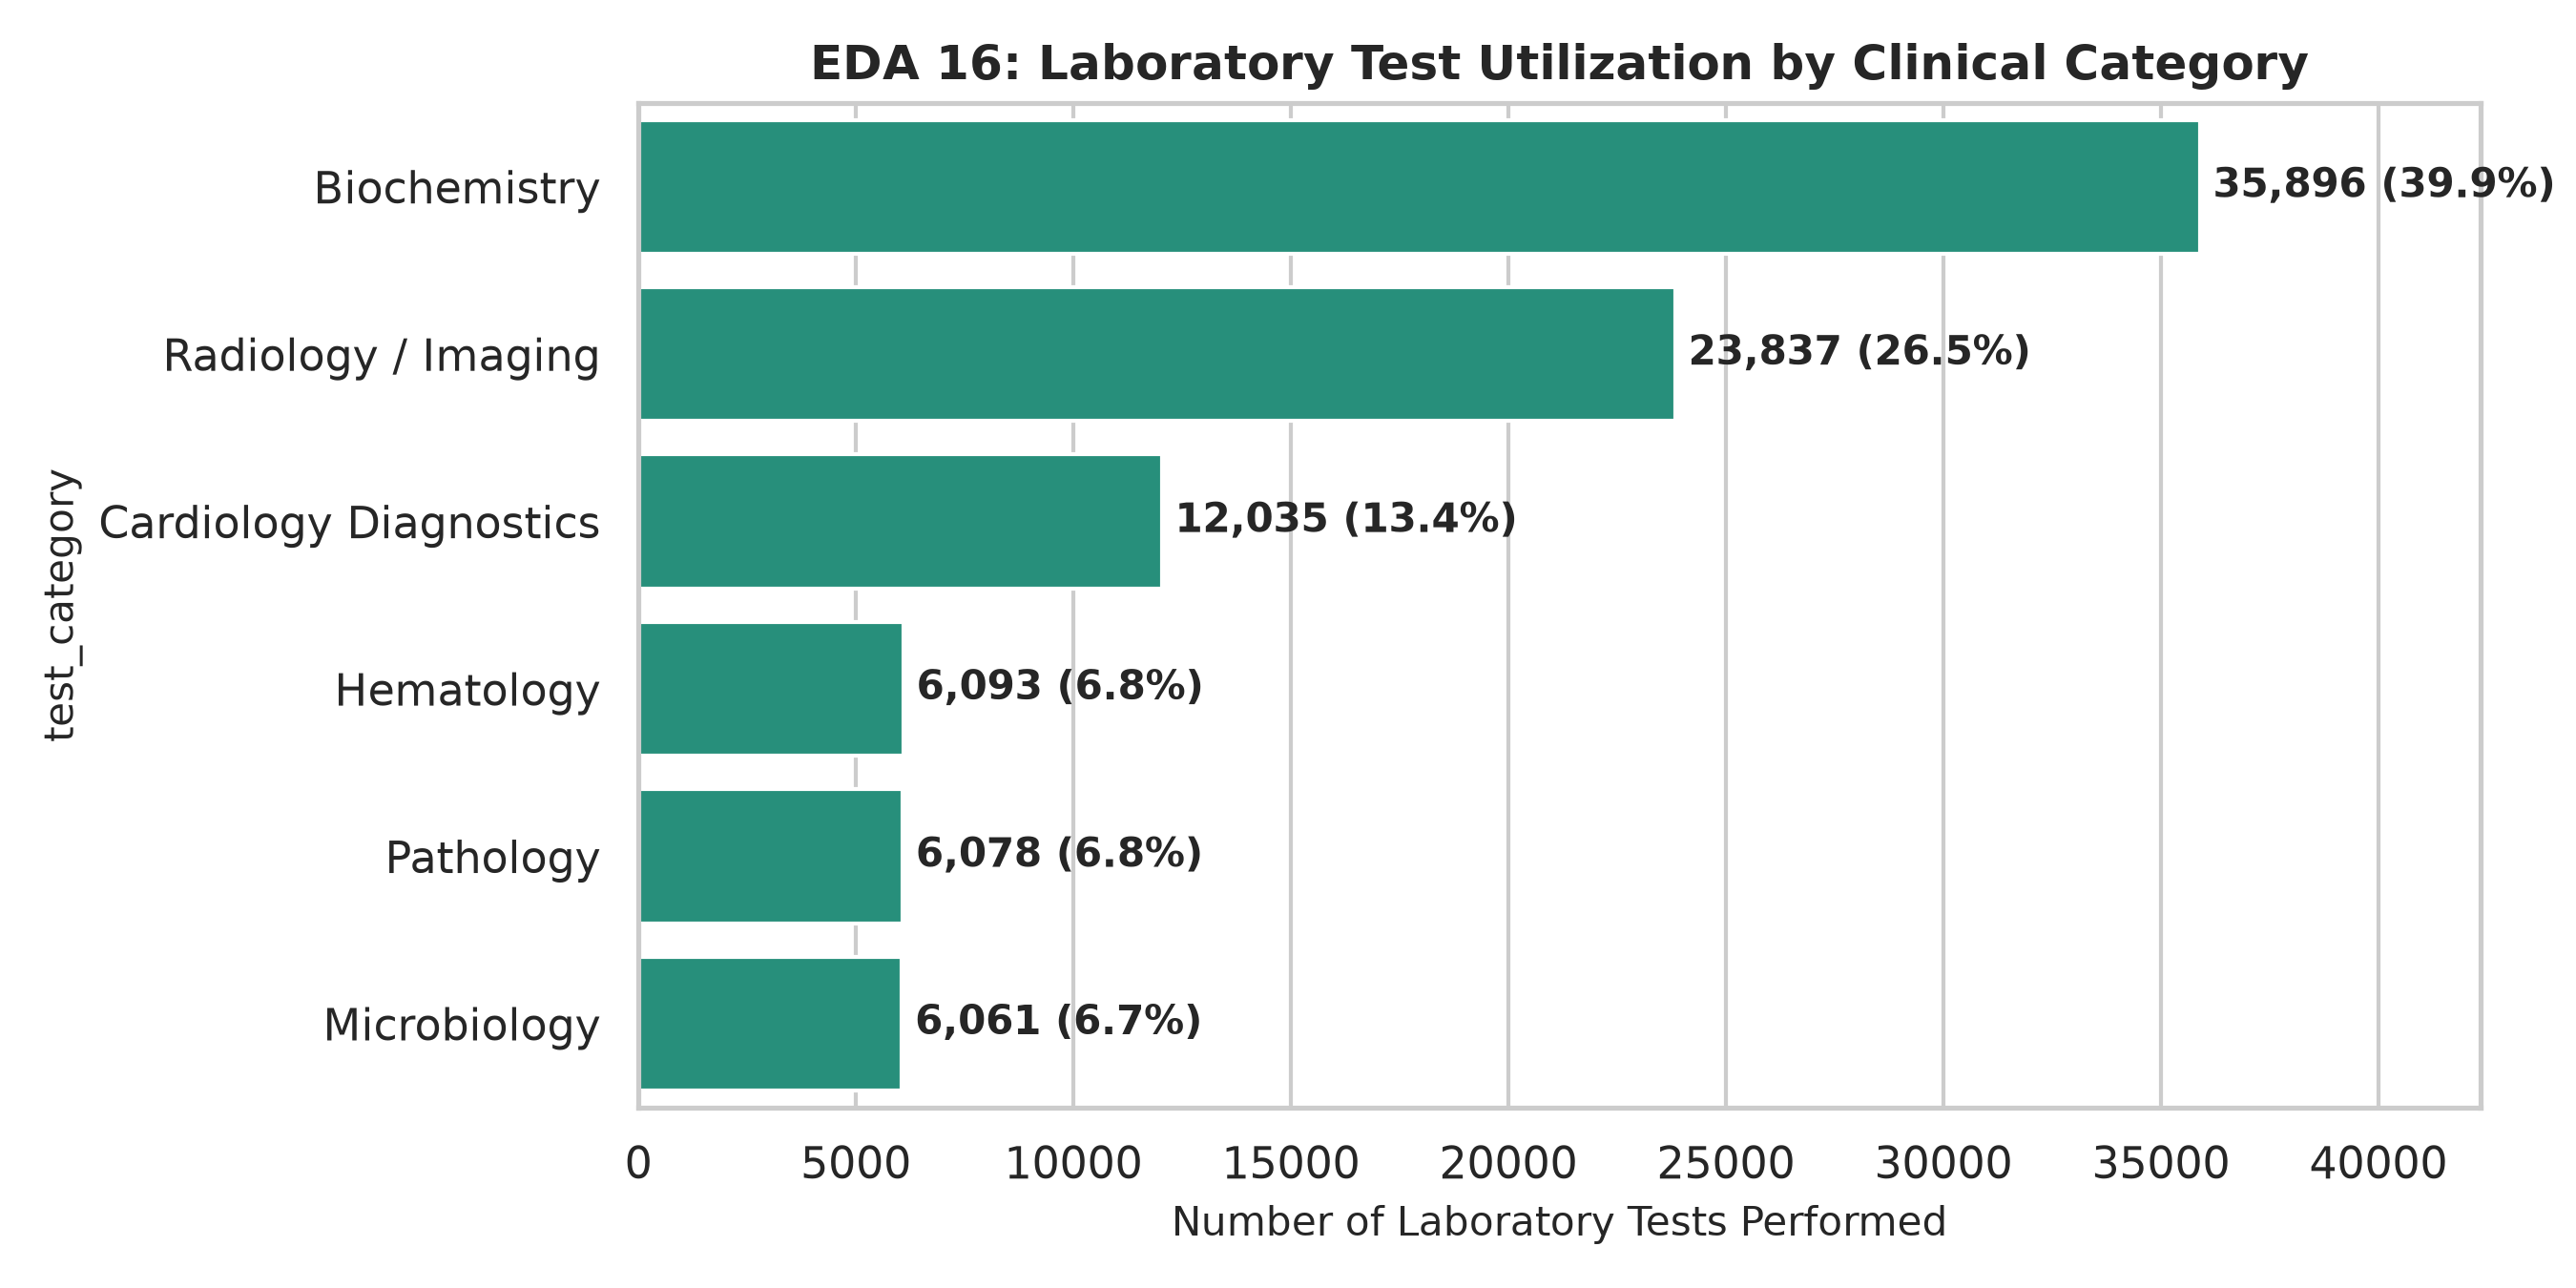 EDA 16: Laboratory Test Utilization by Clinical Category
test_category
Biochemistry
35,896 (39.9%)
Radiology / Imaging
23,837 (26.5%)
Cardiology Diagnostics
12,035 (13.4%)
Hematology
6,093 (6.8%)
Pathology
6,078 (6.8%)
Microbiology
6,061 (6.7%)
0 5000 10000 15000 20000 25000 30000 35000 40000
Number of Laboratory Tests Performed